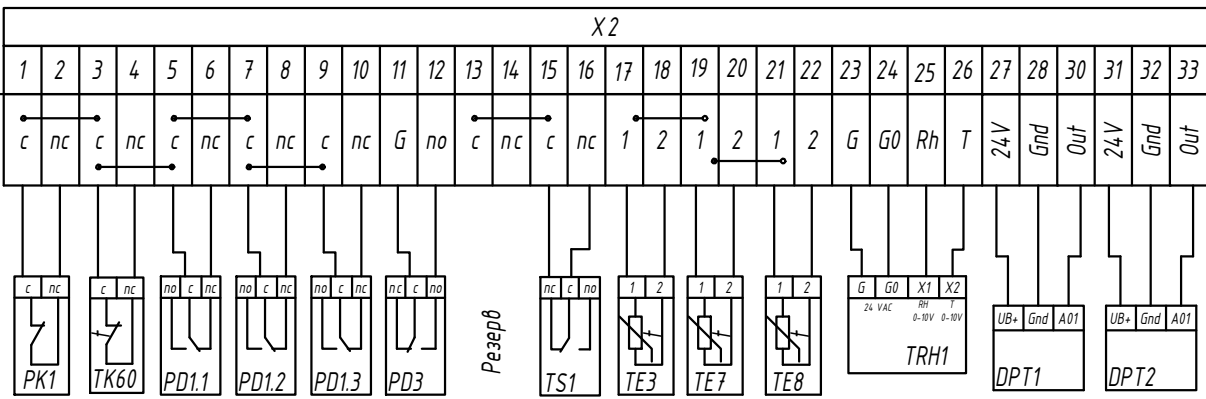 X2
1 2 3 4 5 6 7 8 9 10 11 12 13 14 15 16 17 18 19 20 21 22 23 24 25 26 27 28 30 31 32 33
c nc c nc c nc c nc c nc G no c nc c nc 1 2 1 2 1 2 G G0 Rh T 24V Gnd Out 24V Gnd Out
c nc c nc no c nc no c nc no c nc nc c no nc c no 1 2 1 2 1 2 G G0 X1 X2
24 VAC RH T
0-10V 0-10V
UB+ Gnd A01 UB+ Gnd A01
Резерв
TRH1
PK1 TK60 PD1.1 PD1.2 PD1.3 PD3 TS1 TE3 TE7 TE8 DPT1 DPT2